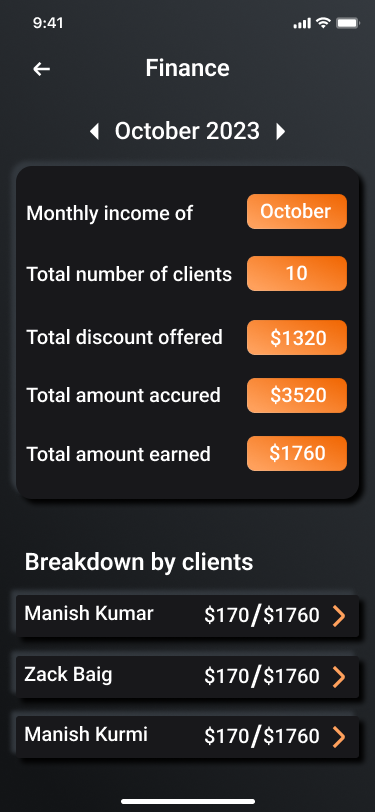 9:41
Finance
October 2023
Monthly income of October
Total number of clients 10
Total discount offered $1320
Total amount accured $3520
Total amount earned $1760
Breakdown by clients
Manish Kumar $170/$1760
Zack Baig $170/$1760
Manish Kurmi $170/$1760